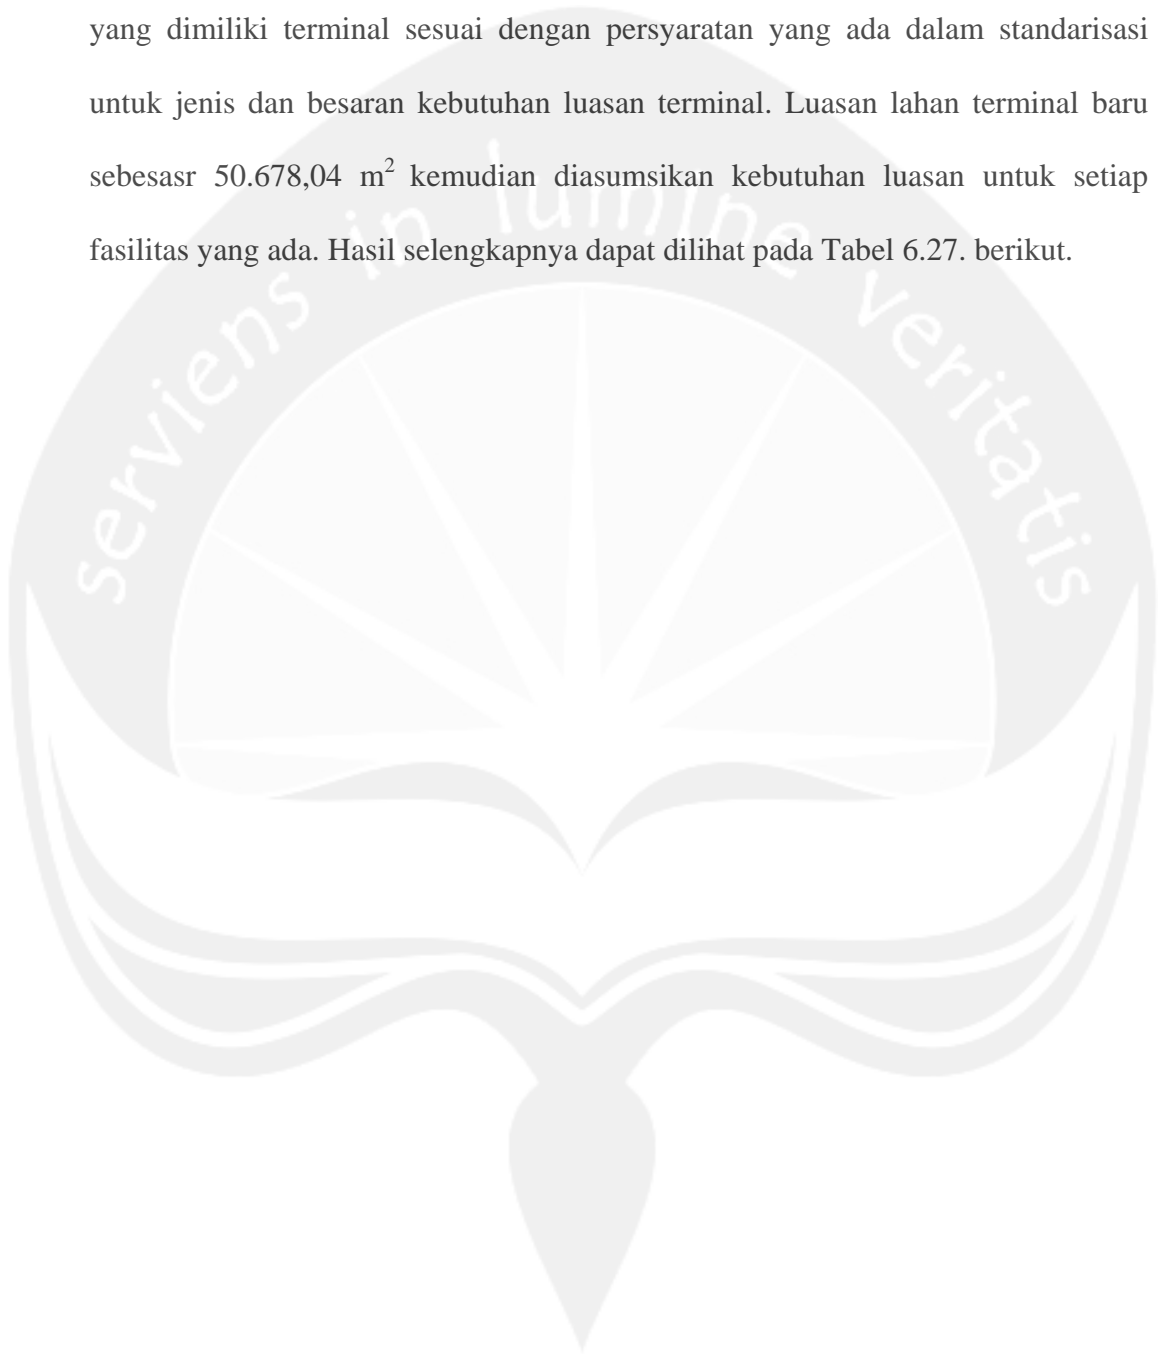 yang dimiliki terminal sesuai dengan persyaratan yang ada dalam standarisasi
untuk jenis dan besaran kebutuhan luasan terminal. Luasan lahan terminal baru
sebesasr 50.678,04 m² kemudian diasumsikan kebutuhan luasan untuk setiap
fasilitas yang ada. Hasil selengkapnya dapat dilihat pada Tabel 6.27. berikut.
serviens in lumine veritatis